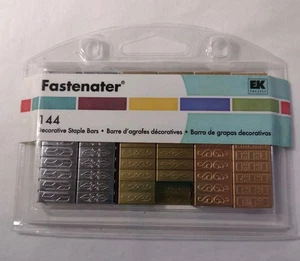 Fastenater®
EK
144
Decorative Staple Bars • Barre d'agrafes décoratives • Barra de grapas decorativas